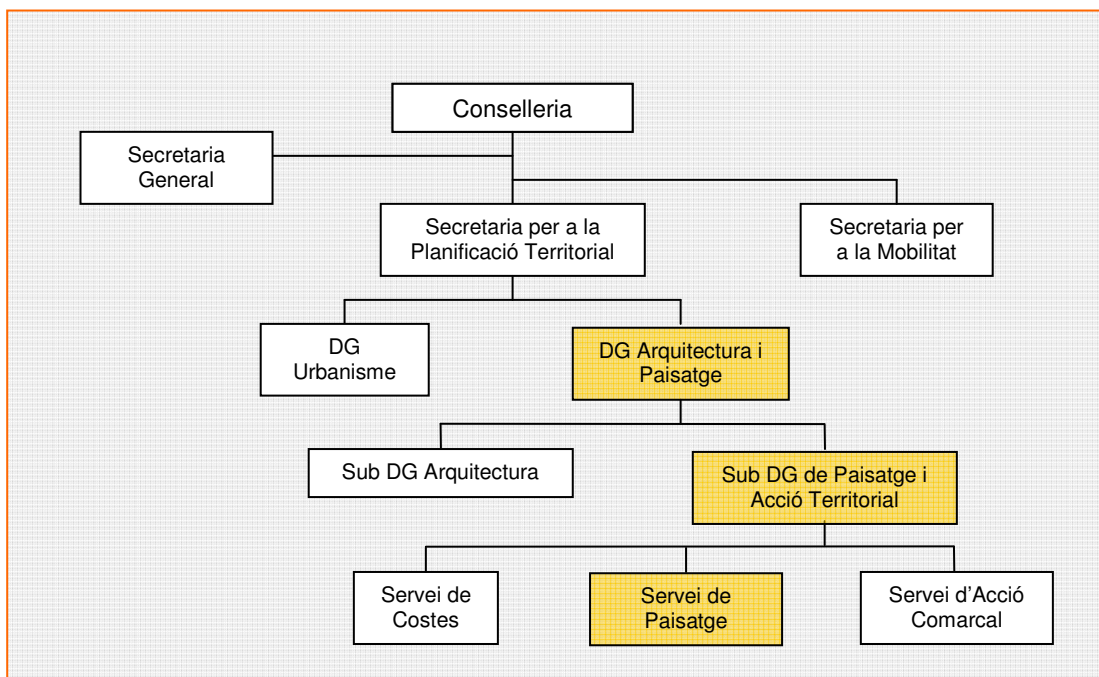 Conselleria
Secretaria
General
Secretaria per a la
Planificació Territorial
Secretaria per
a la Mobilitat
DG
Urbanisme
DG Arquitectura i
Paisatge
Sub DG Arquitectura
Sub DG de Paisatge i
Acció Territorial
Servei de
Costes
Servei de
Paisatge
Servei d’Acció
Comarcal